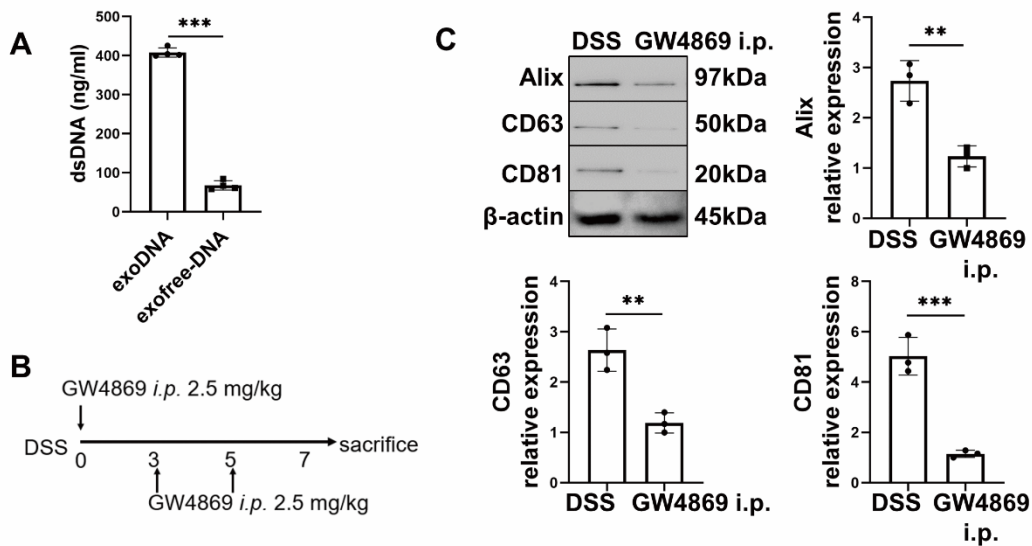 A
dsDNA (ng/ml)
500
400
300
200
100
0
***
exoDNA
exofree-DNA
B
GW4869 i.p. 2.5 mg/kg
DSS
0
3
5
7
sacrifice
GW4869 i.p. 2.5 mg/kg
C
DSS GW4869 i.p.
Alix 97kDa
CD63 50kDa
CD81 20kDa
β-actin 45kDa
Alix
relative expression
4
3
2
1
0
**
DSS GW4869
i.p.
CD63
relative expression
4
3
2
1
0
**
DSS GW4869 i.p.
CD81
relative expression
8
6
4
2
0
***
DSS GW4869
i.p.